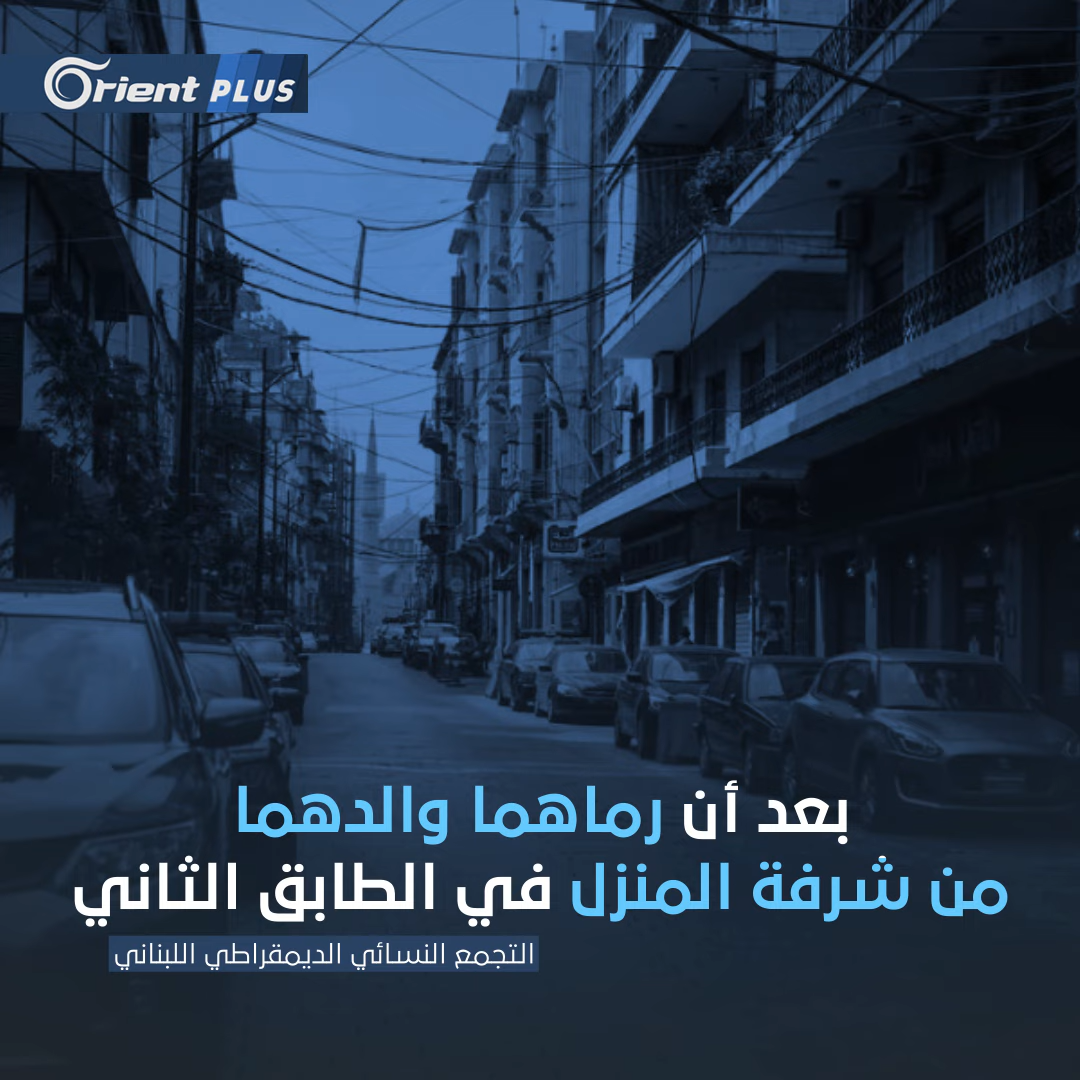 Orient PLUS
بعد أن رماهما والدهما
من شرفة المنزل في الطابق الثاني
التجمع النسائي الديمقراطي اللبناني